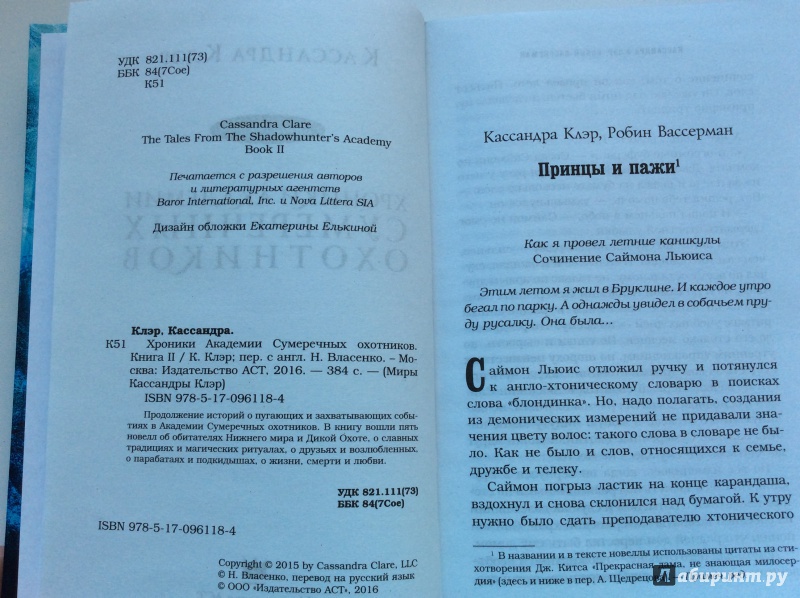 УДК 821.111(73)
ББК 84(7Сое)
К51
Cassandra Clare
The Tales From The Shadowhunter's Academy
Book II
Печатается с разрешения авторов
и литературных агентств
Baror International, Inc. и Nova Littera SIA
Дизайн обложки Екатерины Елькиной
Клэр, Кассандра.
К51 Хроники Академии Сумеречных охотников.
Книга II / К. Клэр; пер. с англ. Н. Власенко. – Мо-
сква: Издательство АСТ, 2016. — 384 с. — (Миры
Кассандры Клэр)
ISBN 978-5-17-096118-4
Продолжение историй о пугающих и захватывающих собы-
тиях в Академии Сумеречных охотников. В книгу вошли пять
новелл об обитателях Нижнего мира и Дикой Охоте, о славных
традициях и магических ритуалах, о друзьях и возлюбленных,
о парабатаях и подкидышах, о жизни, смерти и любви.
УДК 821.111(73)
ББК 84(7Сое)
ISBN 978-5-17-096118-4
Copyright © 2015 by Cassandra Clare, LLC
© Н. Власенко, перевод на русский язык
© ООО «Издательство АСТ», 2016
Кассандра Клэр, Робин Вассерман
Принцы и пажи¹
Как я провел летние каникулы
Сочинение Саймона Льюиса
Этим летом я жил в Бруклине. И каждое утро
бегал по парку. А однажды увидел в собачьем пру-
ду русалку. Она была...
Саймон Льюис отложил ручку и потянулся
к англо-хтоническому словарю в поисках
слова «блондинка». Но, надо полагать, создания
из демонических измерений не придавали зна-
чения цвету волос: такого слова в словаре не бы-
ло. Как не было и слов, относящихся к семье,
дружбе и телеку.
Саймон погрыз ластик на конце карандаша,
вздохнул и снова склонился над бумагой. К утру
нужно было сдать преподавателю хтонического
¹ В названии и в тексте новеллы использованы цитаты из сти-
хотворения Дж. Китса «Прекрасная дама, не знающая милосер-
дия» (здесь и ниже в пер. А. Щедрецова
Лабиринт.ру